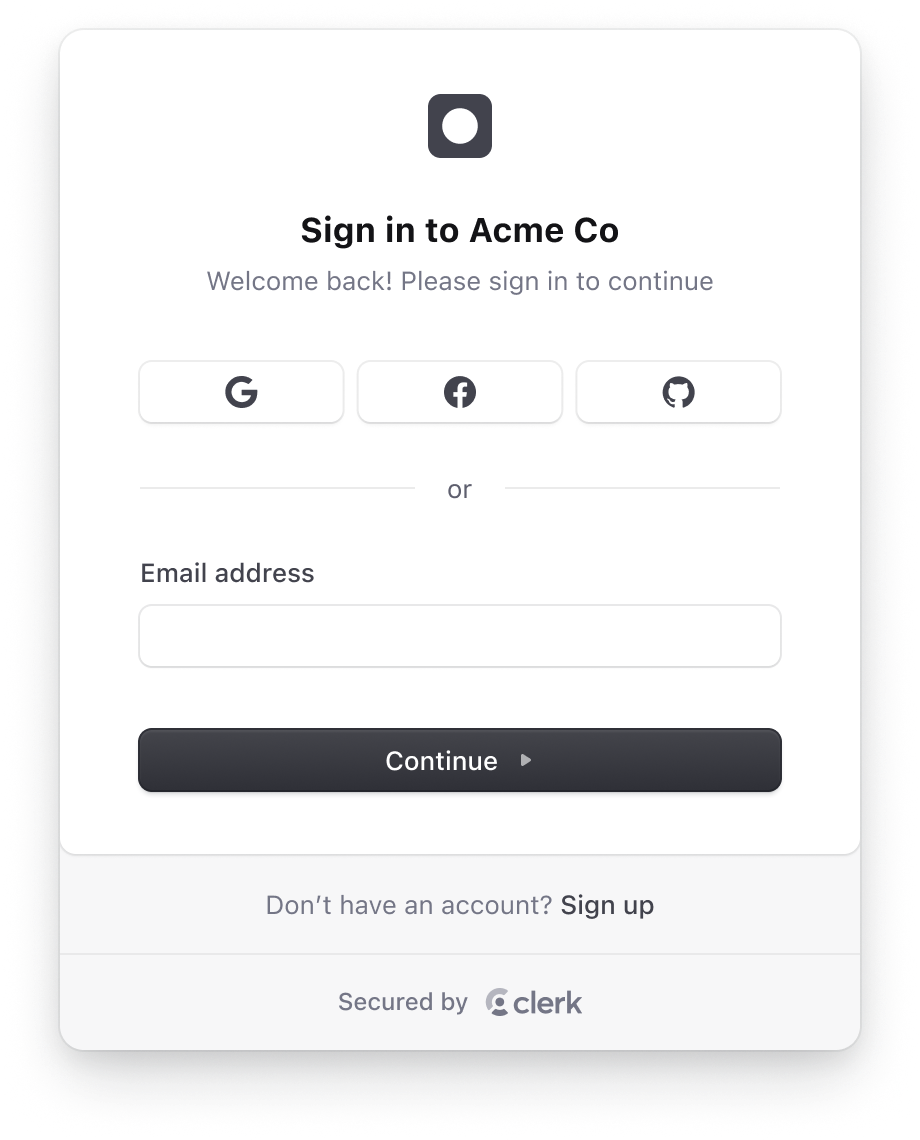 Sign in to Acme Co
Welcome back! Please sign in to continue
or
Email address
Continue
Don’t have an account? Sign up
Secured by clerk